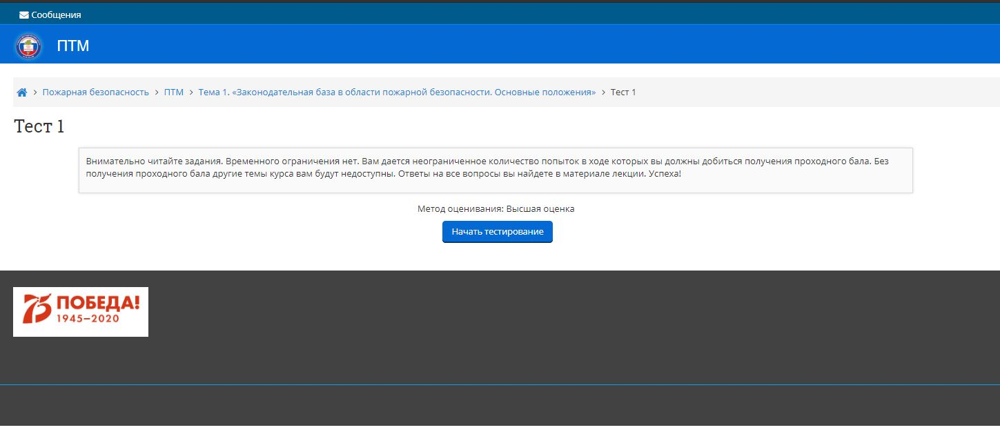 Сообщения
ПТМ
Пожарная безопасность > ПТМ > Тема 1. «Законодательная база в области пожарной безопасности. Основные положения» > Тест 1
Тест 1
Внимательно читайте задания. Временного ограничения нет. Вам дается неограниченное количество попыток в ходе которых вы должны добиться получения проходного бала. Без
получения проходного бала другие темы курса вам будут недоступны. Ответы на все вопросы вы найдете в материале лекции. Успеха!
Метод оценивания: Высшая оценка
Начать тестирование
75 ПОБЕДА!
1945–2020